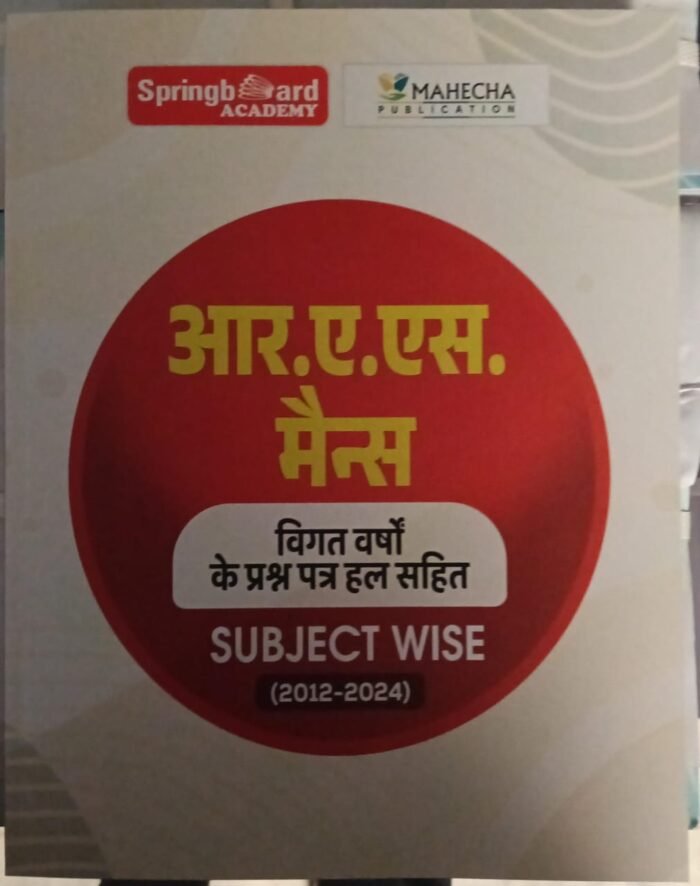 Springboard
ACADEMY
MAHECHA
PUBLICATION
आर.ए.एस.
मैन्स
विगत वर्षों
के प्रश्न पत्र हल सहित
SUBJECT WISE
(2012-2024)